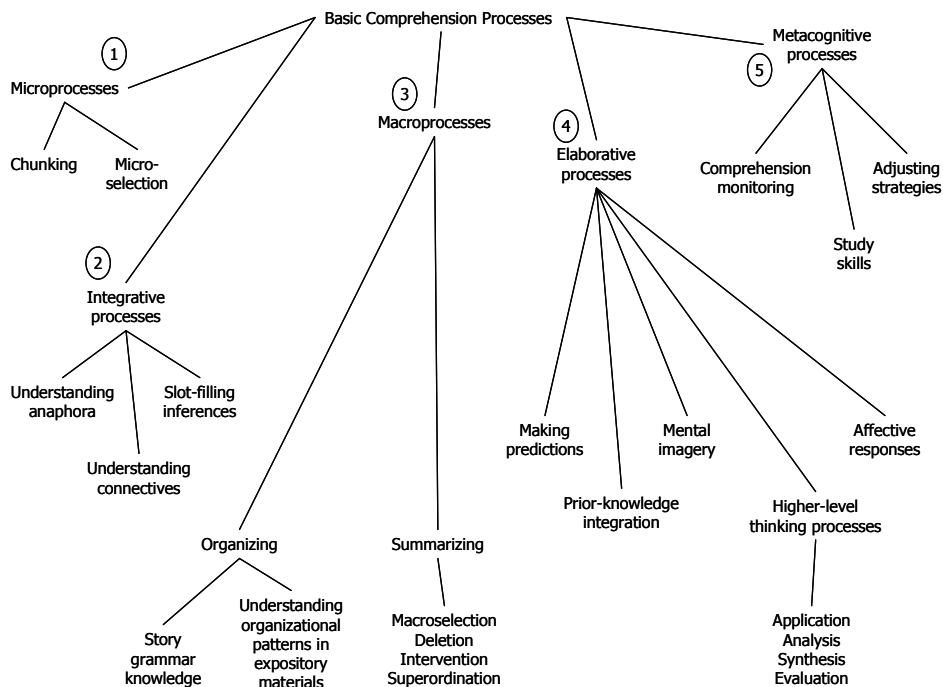 Basic Comprehension Processes
1
Microprocesses
Chunking
Micro-
selection
2
Integrative
processes
Understanding
anaphora
Slot-filling
inferences
Understanding
connectives
3
Macroprocesses
Organizing
Story
grammar
knowledge
Understanding
organizational
patterns in
expository
materials
Summarizing
Macroselection
Deletion
Intervention
Superordination
4
Elaborative
processes
Making
predictions
Prior-knowledge
integration
Mental
imagery
Higher-level
thinking processes
Application
Analysis
Synthesis
Evaluation
Affective
responses
Metacognitive
processes
5
Comprehension
monitoring
Study
skills
Adjusting
strategies